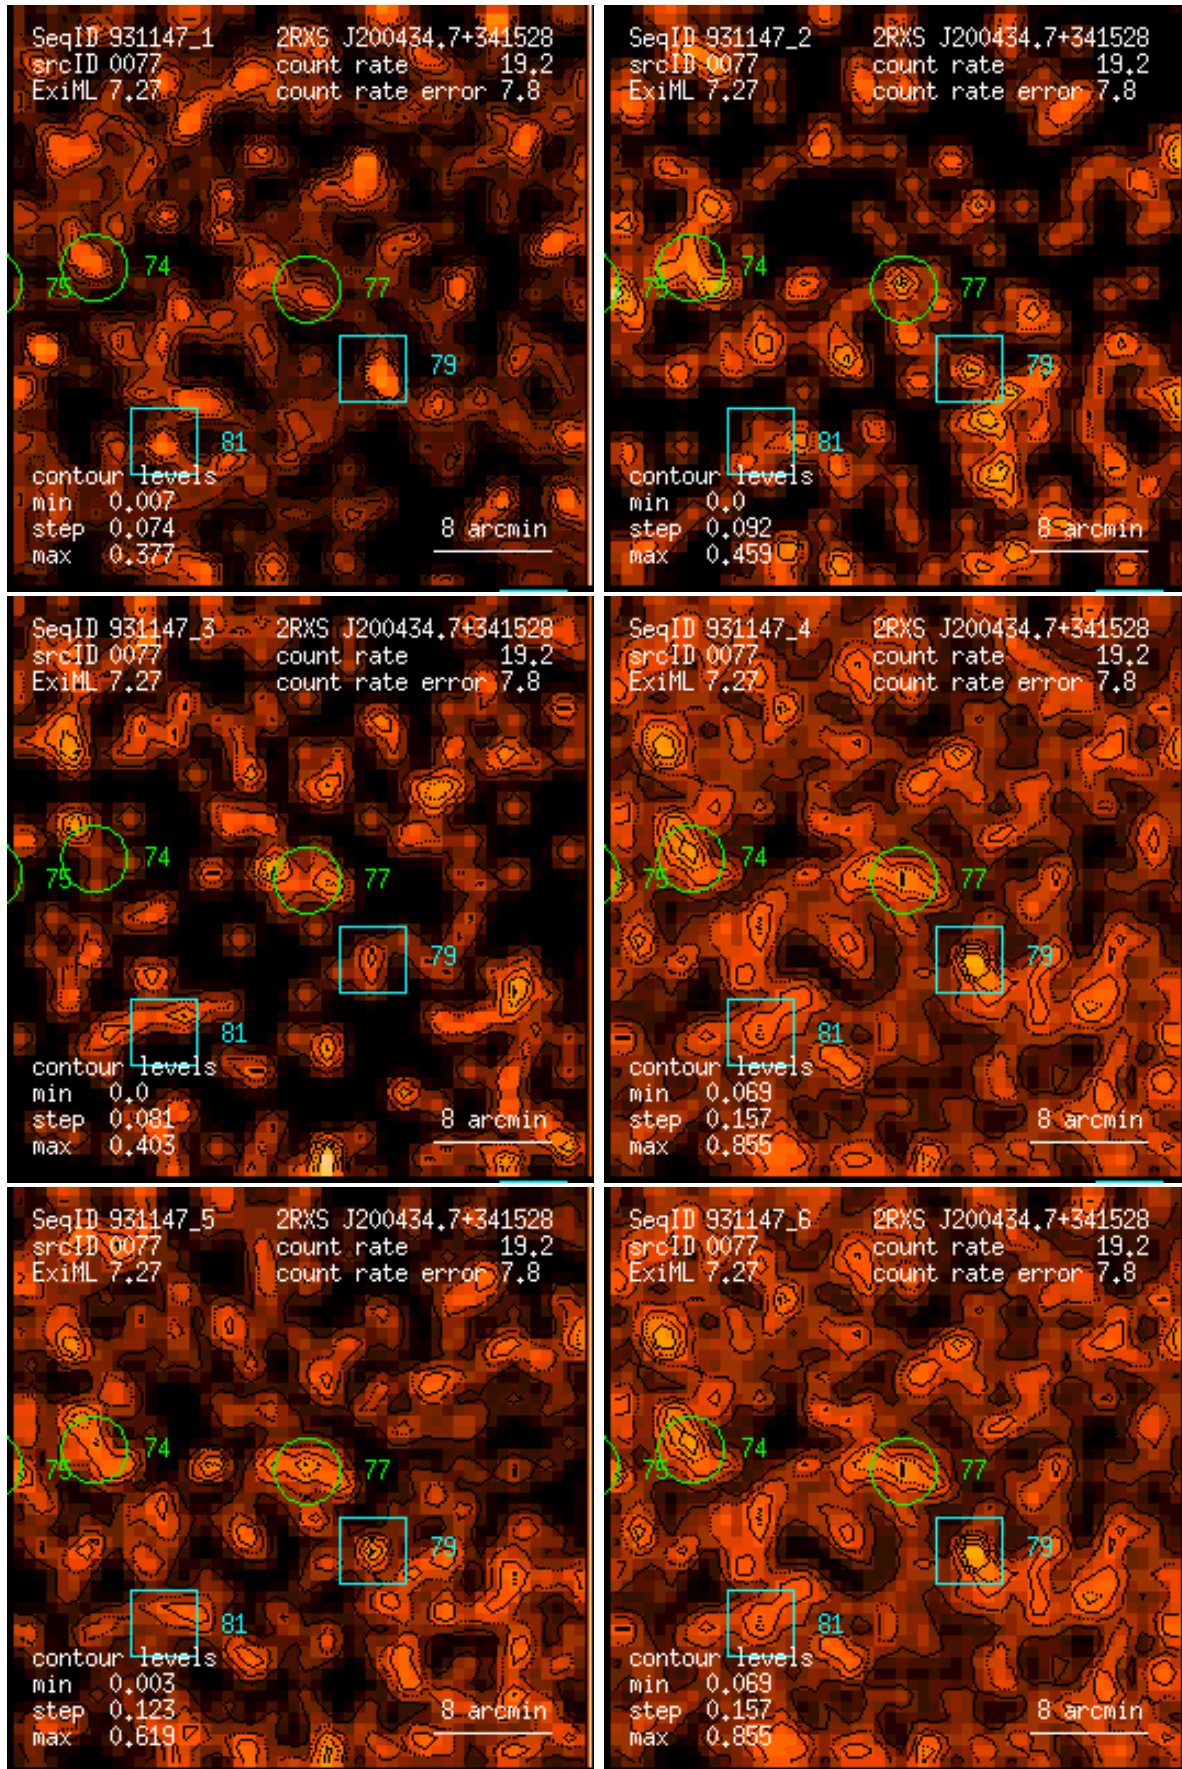 SeqID 931147_1 2RXS J200434.7+341528
srcID 0077 count rate 19.2
ExiML 7.27 count rate error 7.8
74
75 77
79
81
contour levels
min 0.007
step 0.074 8 arcmin
max 0.377
SeqID 931147_2 2RXS J200434.7+341528
srcID 0077 count rate 19.2
ExiML 7.27 count rate error 7.8
74
75 77
79
81
contour levels
min 0.0
step 0.092 8 arcmin
max 0.459
SeqID 931147_3 2RXS J200434.7+341528
srcID 0077 count rate 19.2
ExiML 7.27 count rate error 7.8
74
75 77
79
81
contour levels
min 0.0
step 0.081 8 arcmin
max 0.403
SeqID 931147_4 2RXS J200434.7+341528
srcID 0077 count rate 19.2
ExiML 7.27 count rate error 7.8
74
75 77
79
81
contour levels
min 0.069
step 0.157 8 arcmin
max 0.855
SeqID 931147_5 2RXS J200434.7+341528
srcID 0077 count rate 19.2
ExiML 7.27 count rate error 7.8
74
75 77
79
81
contour levels
min 0.003
step 0.123 8 arcmin
max 0.619
SeqID 931147_6 2RXS J200434.7+341528
srcID 0077 count rate 19.2
ExiML 7.27 count rate error 7.8
74
75 77
79
81
contour levels
min 0.069
step 0.157 8 arcmin
max 0.855